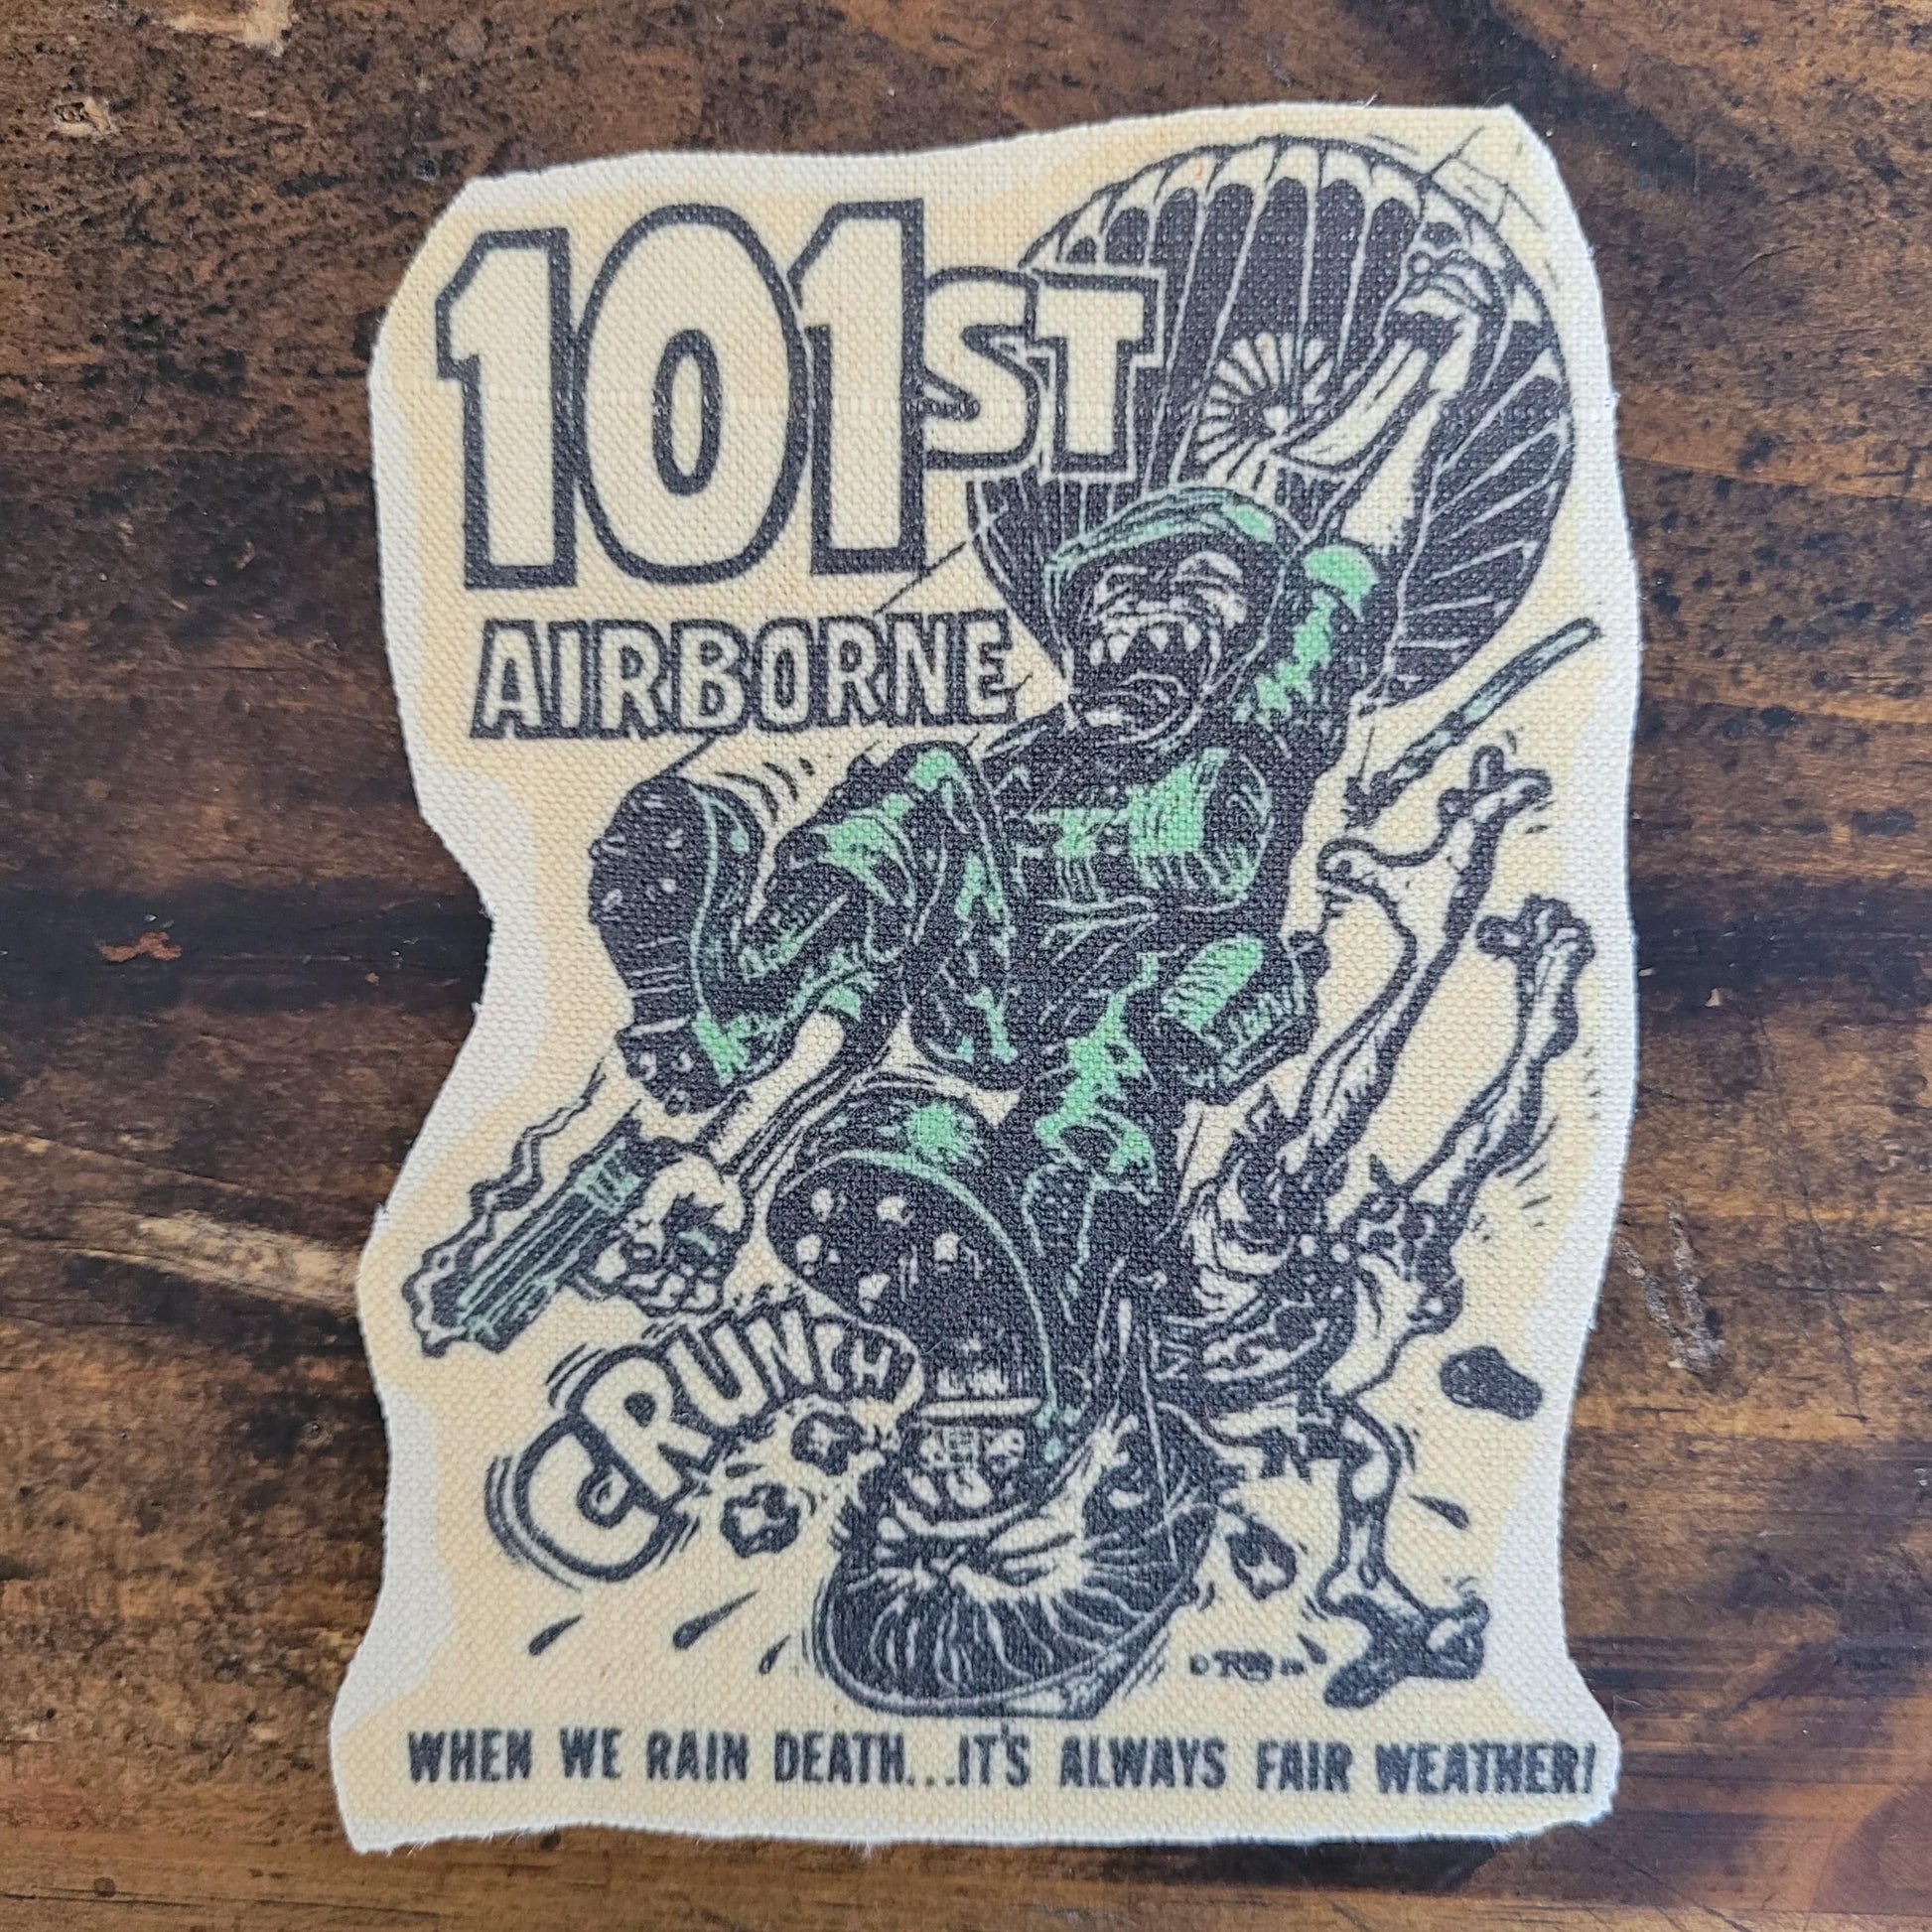 101ST
AIRBORNE
CRUNCH
WHEN WE RAIN DEATH...IT'S ALWAYS FAIR WEATHER!